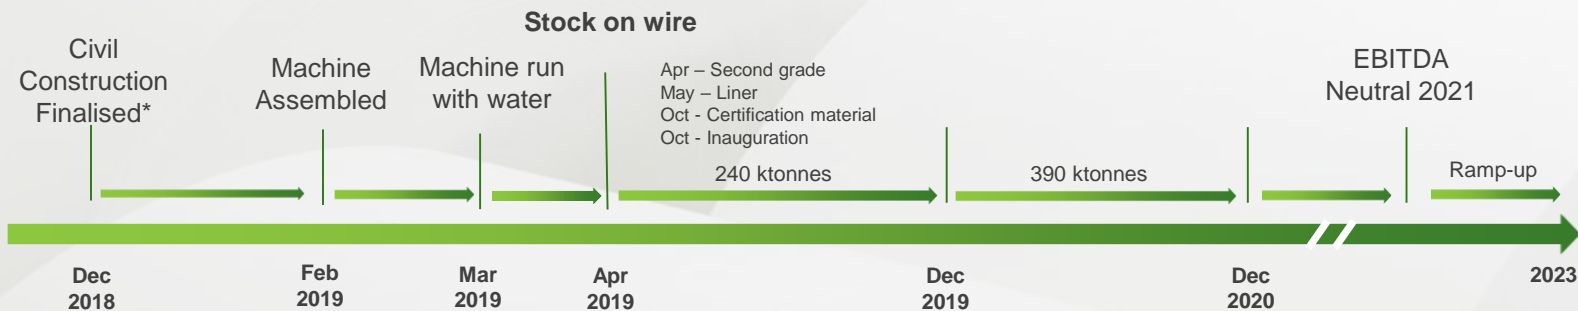 Stock on wire
Civil
Construction
Finalised*
Machine
Assembled
Machine run
with water
Apr – Second grade
May – Liner
Oct - Certification material
Oct - Inauguration
EBITDA
Neutral 2021
240 ktonnes
390 ktonnes
Ramp-up
Dec
2018
Feb
2019
Mar
2019
Apr
2019
Dec
2019
Dec
2020
2023